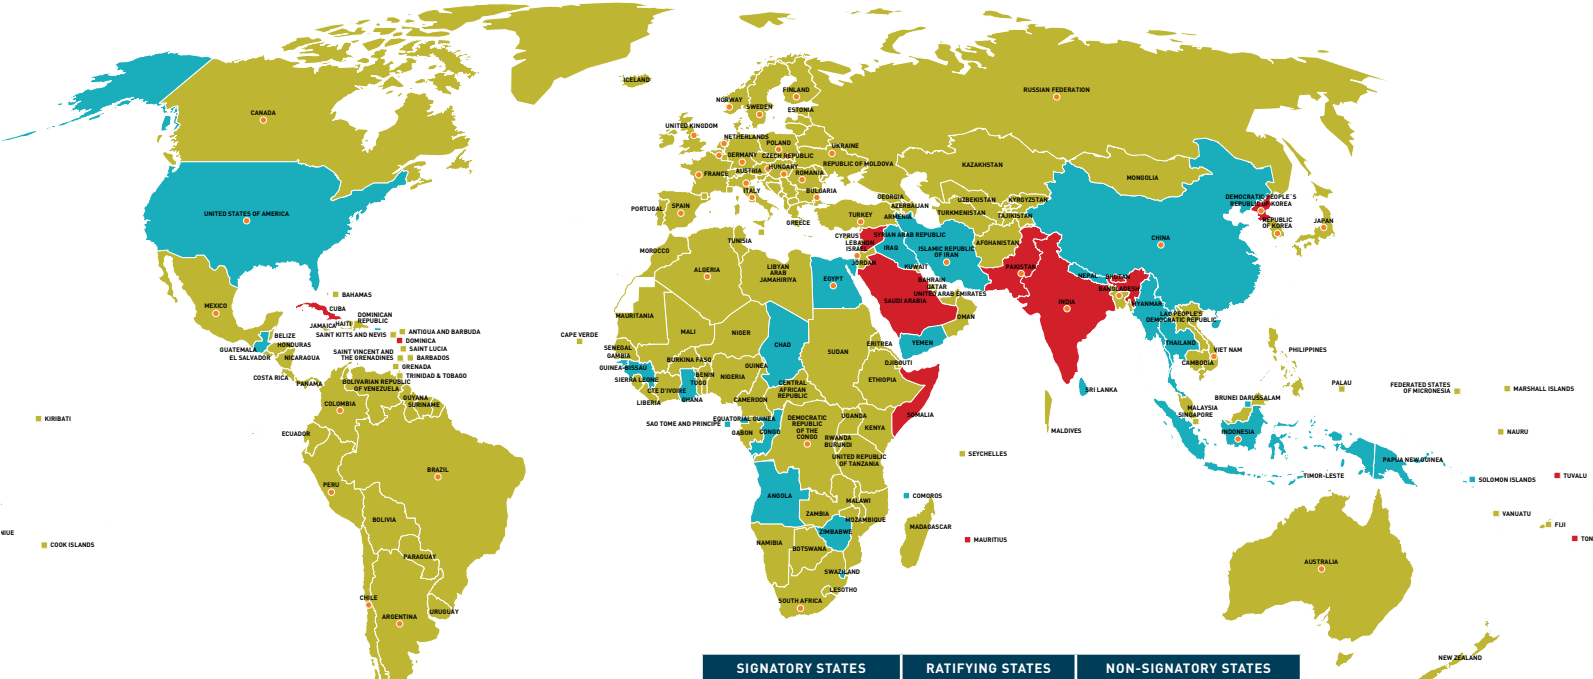 ICELAND
CANADA
NORWAY
SWEDEN
FINLAND
ESTONIA
RUSSIAN FEDERATION
UNITED KINGDOM
NETHERLANDS
POLAND
GERMANY
CZECH REPUBLIC
UKRAINE
REPUBLIC OF MOLDOVA
FRANCE
AUSTRIA
HUNGARY
ROMANIA
ITALY
BULGARIA
PORTUGAL
SPAIN
GREECE
TURKEY
GEORGIA
AZERBAIJAN
ARMENIA
KAZAKHSTAN
UZBEKISTAN
KYRGYZSTAN
TURKMENISTAN
TAJIKISTAN
MONGOLIA
DEMOCRATIC PEOPLE'S
REPUBLIC OF KOREA
REPUBLIC
OF KOREA
JAPAN
CHINA
UNITED STATES OF AMERICA
MEXICO
BAHAMAS
CUBA
JAMAICA
HAITI
DOMINICAN
REPUBLIC
SAINT KITTS AND NEVIS
ANTIGUA AND BARBUDA
DOMINICA
SAINT LUCIA
SAINT VINCENT AND
THE GRENADINES
BARBADOS
GRENADA
TRINIDAD & TOBAGO
BELIZE
HONDURAS
GUATEMALA
EL SALVADOR
NICARAGUA
COSTA RICA
PANAMA
BOLIVARIAN REPUBLIC
OF VENEZUELA
COLOMBIA
GUYANA
SURINAME
ECUADOR
PERU
BRAZIL
BOLIVIA
PARAGUAY
CHILE
ARGENTINA
URUGUAY
KIRIBATI
NIUE
COOK ISLANDS
CAPE VERDE
MOROCCO
TUNISIA
ALGERIA
LIBYAN
ARAB
JAMAHIRIYA
EGYPT
CYPRUS
LEBANON
ISRAEL
SYRIAN ARAB REPUBLIC
JORDAN
IRAQ
ISLAMIC REPUBLIC
OF IRAN
KUWAIT
BAHRAIN
QATAR
UNITED ARAB EMIRATES
SAUDI ARABIA
OMAN
YEMEN
AFGHANISTAN
PAKISTAN
INDIA
NEPAL
BHUTAN
BANGLADESH
MYANMAR
LAO PEOPLE'S
DEMOCRATIC REPUBLIC
THAILAND
VIET NAM
CAMBODIA
PHILIPPINES
SRI LANKA
MALDIVES
MAURITANIA
MALI
NIGER
CHAD
SUDAN
ERITREA
DJIBOUTI
ETHIOPIA
SOMALIA
SENEGAL
GAMBIA
GUINEA-BISSAU
SIERRA LEONE
LIBERIA
CTE D'IVOIRE
BURKINA FASO
GHANA
TOGO
BENIN
NIGERIA
GUINEA
CAMEROON
CENTRAL
AFRICAN
REPUBLIC
EQUATORIAL GUINEA
SAO TOME AND PRINCIPE
GABON
CONGO
DEMOCRATIC
REPUBLIC
OF THE
CONGO
UGANDA
KENYA
RWANDA
BURUNDI
UNITED REPUBLIC
OF TANZANIA
ANGOLA
ZAMBIA
MALAWI
MOZAMBIQUE
ZIMBABWE
NAMIBIA
BOTSWANA
SWAZILAND
LESOTHO
SOUTH AFRICA
MADAGASCAR
COMOROS
SEYCHELLES
MAURITIUS
MALAYSIA
SINGAPORE
BRUNEI DARUSSALAM
INDONESIA
TIMOR-LESTE
PAPUA NEW GUINEA
PALAU
FEDERATED STATES
OF MICRONESIA
MARSHALL ISLANDS
NAURU
SOLOMON ISLANDS
TUVALU
VANUATU
FIJI
TON
AUSTRALIA
NEW ZEALAND
SIGNATORY STATES
RATIFYING STATES
NON-SIGNATORY STATES